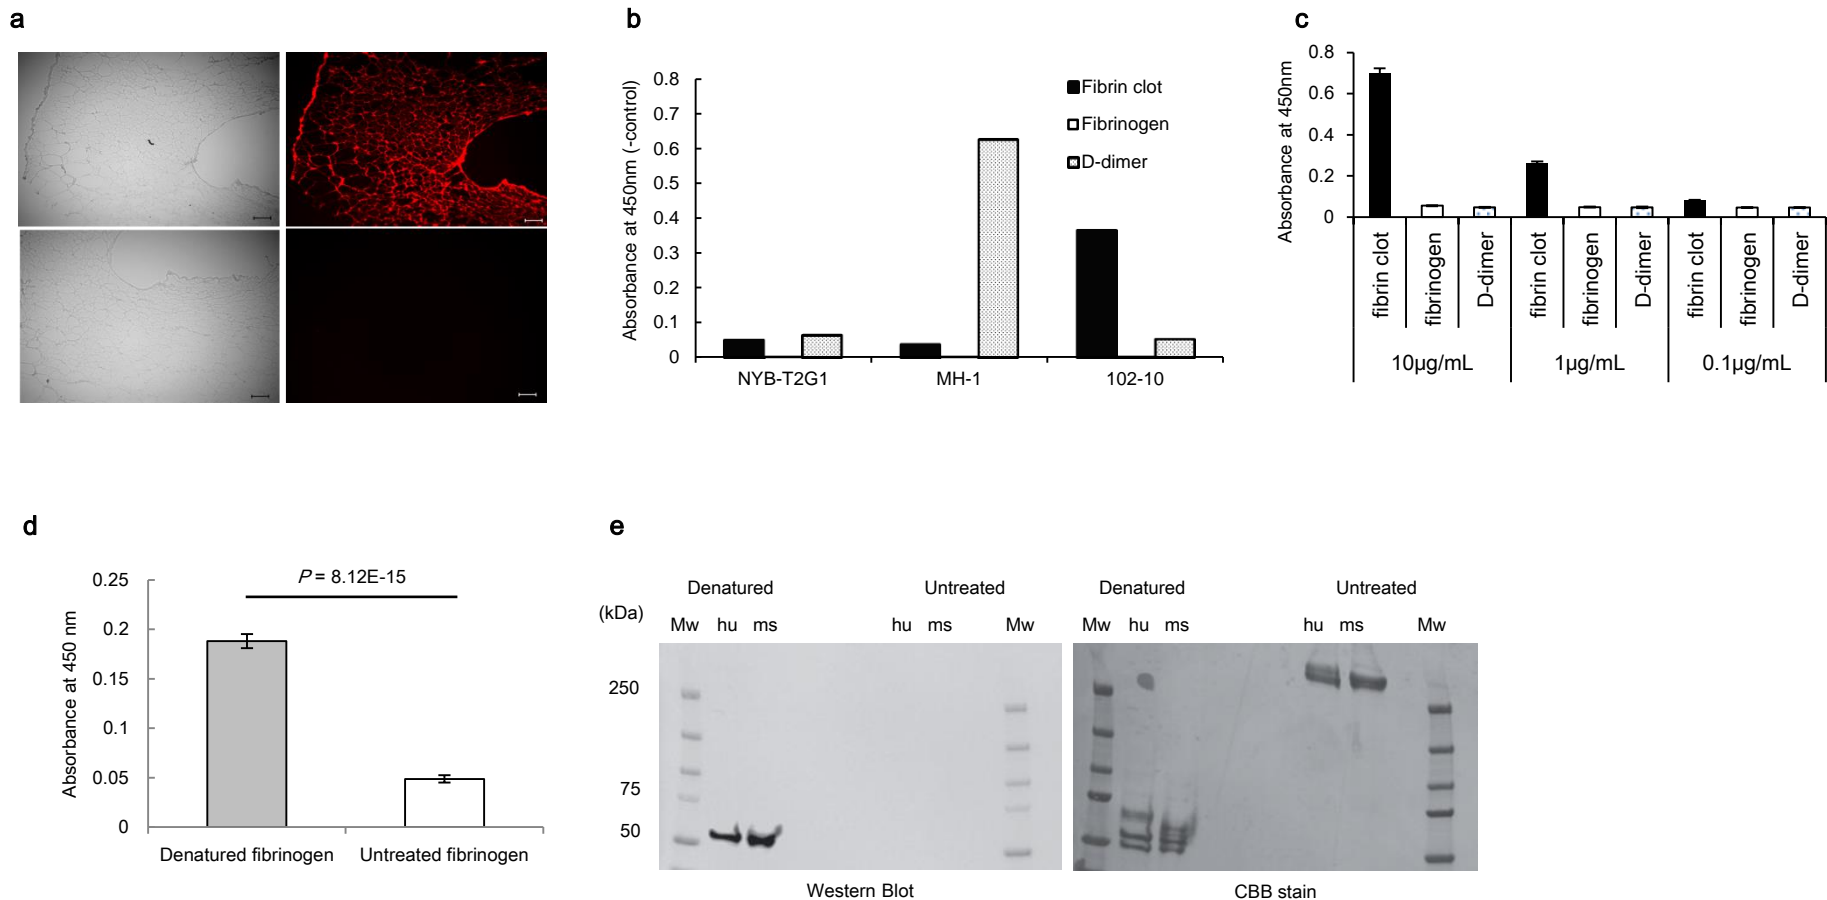 a
b
0.8
0.7
0.6
0.5
0.4
0.3
0.2
0.1
0
Absorbance at 450nm (-control)
Fibrin clot
Fibrinogen
D-dimer
NYB-T2G1
MH-1
102-10
c
0.8
0.6
0.4
0.2
0
Absorbance at 450nm
fibrin clot
fibrinogen
D-dimer
fibrin clot
fibrinogen
D-dimer
fibrin clot
fibrinogen
D-dimer
10µg/mL
1µg/mL
0.1µg/mL
d
P = 8.12E-15
0.25
0.2
0.15
0.1
0.05
0
Absorbance at 450 nm
Denatured fibrinogen
Untreated fibrinogen
e
Denatured
Untreated
Denatured
Untreated
(kDa)
Mw hu ms
hu ms
Mw
Mw hu ms
hu ms
Mw
250
75
50
Western Blot
CBB stain